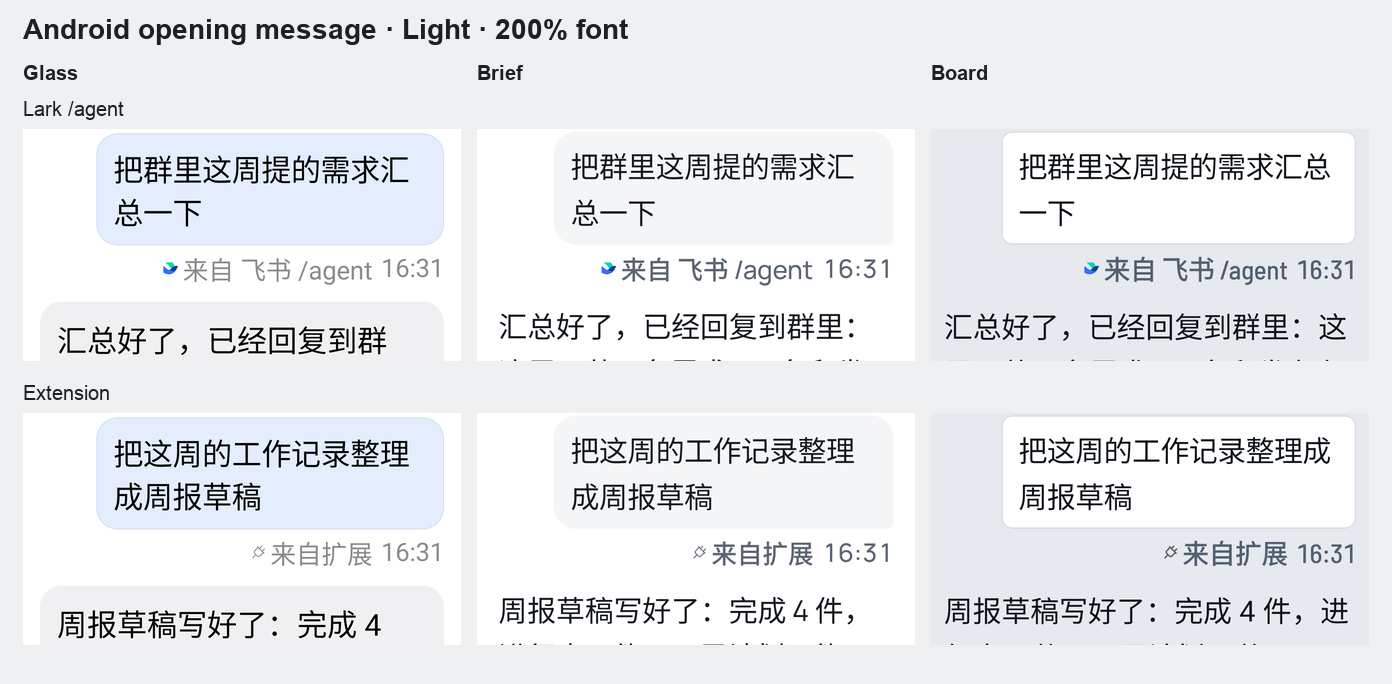 Android opening message · Light · 200% font
Glass
Brief
Board
Lark /agent
把群里这周提的需求汇
总一下
来自 飞书 /agent 16:31
汇总好了，已经回复到群
把群里这周提的需求汇
总一下
来自 飞书 /agent 16:31
汇总好了，已经回复到群里：
把群里这周提的需求汇总
一下
来自 飞书 /agent 16:31
汇总好了，已经回复到群里：这
Extension
把这周的工作记录整理
成周报草稿
来自扩展 16:31
周报草稿写好了：完成 4
把这周的工作记录整理
成周报草稿
来自扩展 16:31
周报草稿写好了：完成 4 件，
把这周的工作记录整理成
周报草稿
来自扩展 16:31
周报草稿写好了：完成 4 件，进